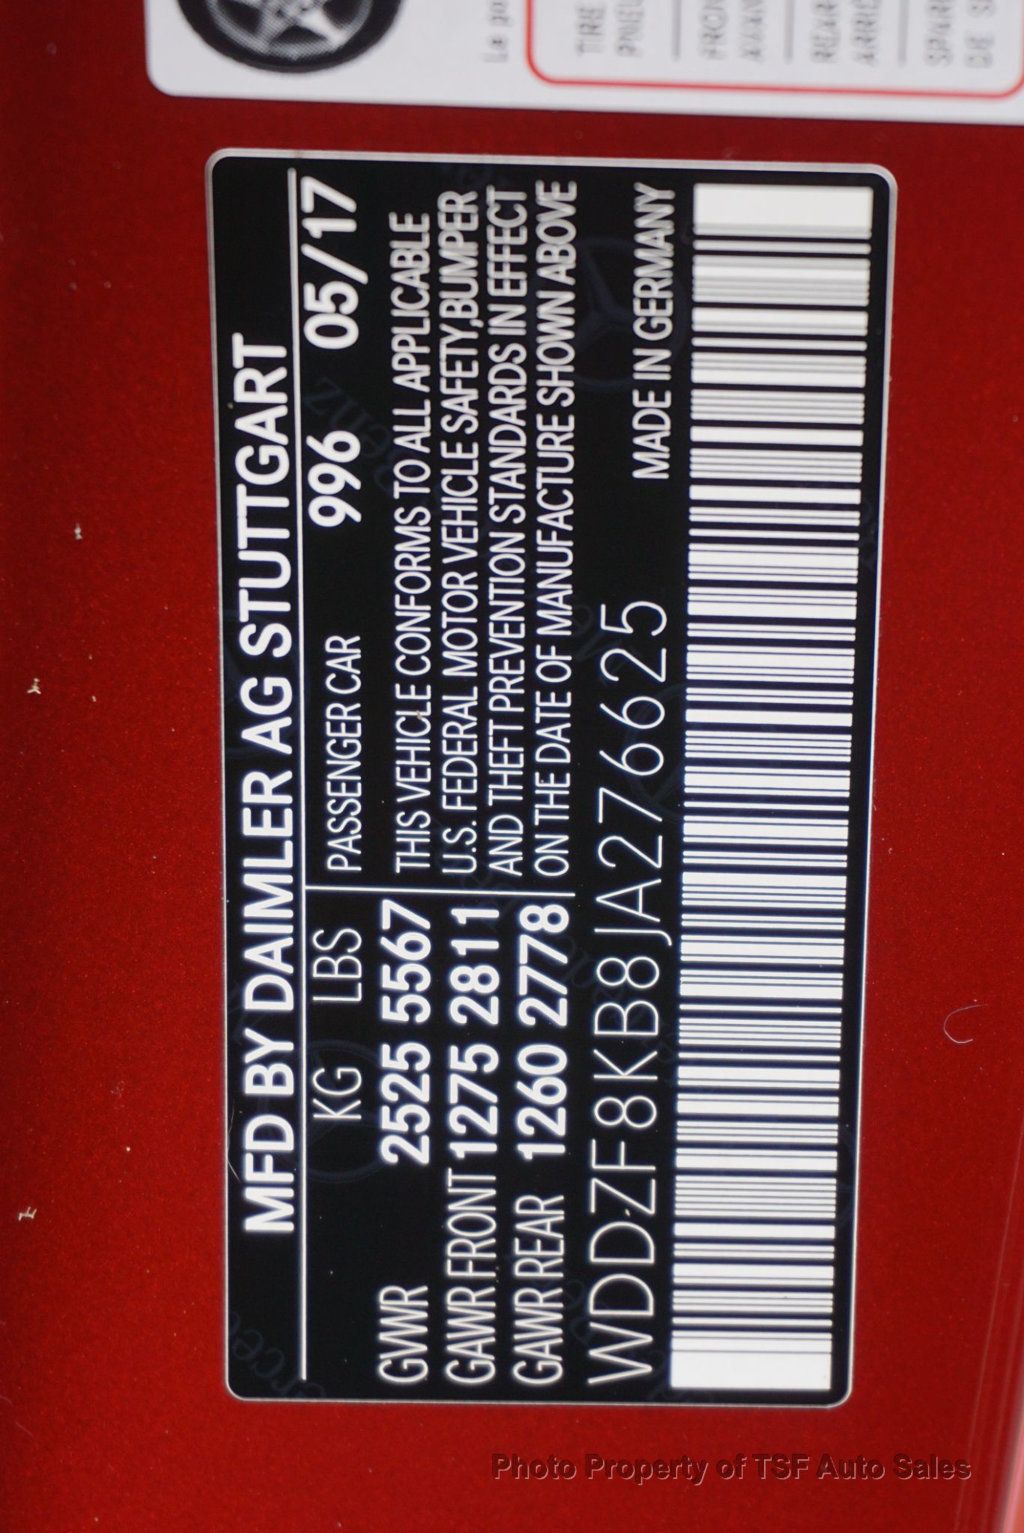 MFD BY DAIMLER AG STUTTGART
KG LBS PASSENGER CAR 996 05/17
GVWR 2525 5567
GAWR FRONT 1275 2811
GAWR REAR 1260 2778
THIS VEHICLE CONFORMS TO ALL APPLICABLE
U.S. FEDERAL MOTOR VEHICLE SAFETY,BUMPER
AND THEFT PREVENTION STANDARDS IN EFFECT
ON THE DATE OF MANUFACTURE SHOWN ABOVE
WDDZF8KB8JA276625 MADE IN GERMANY
TIRE
Photo Property of TSF Auto Sales